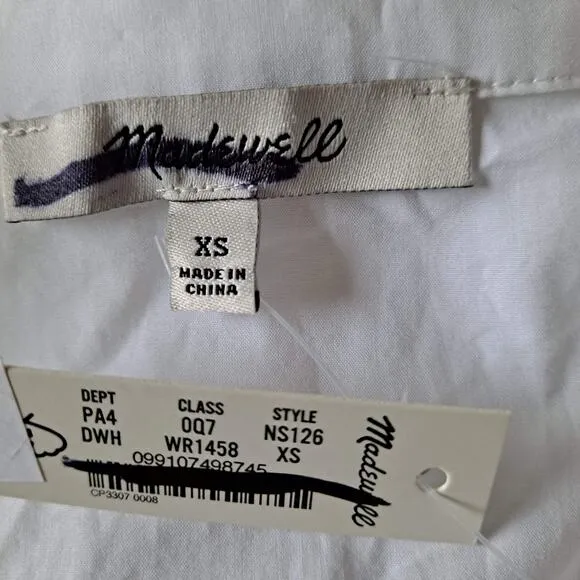 Madewell
XS
MADE IN
CHINA
DEPT CLASS STYLE
PA4 0Q7 NS126
DWH WR1458 XS
099107498745
CP3307 0008
Madewell